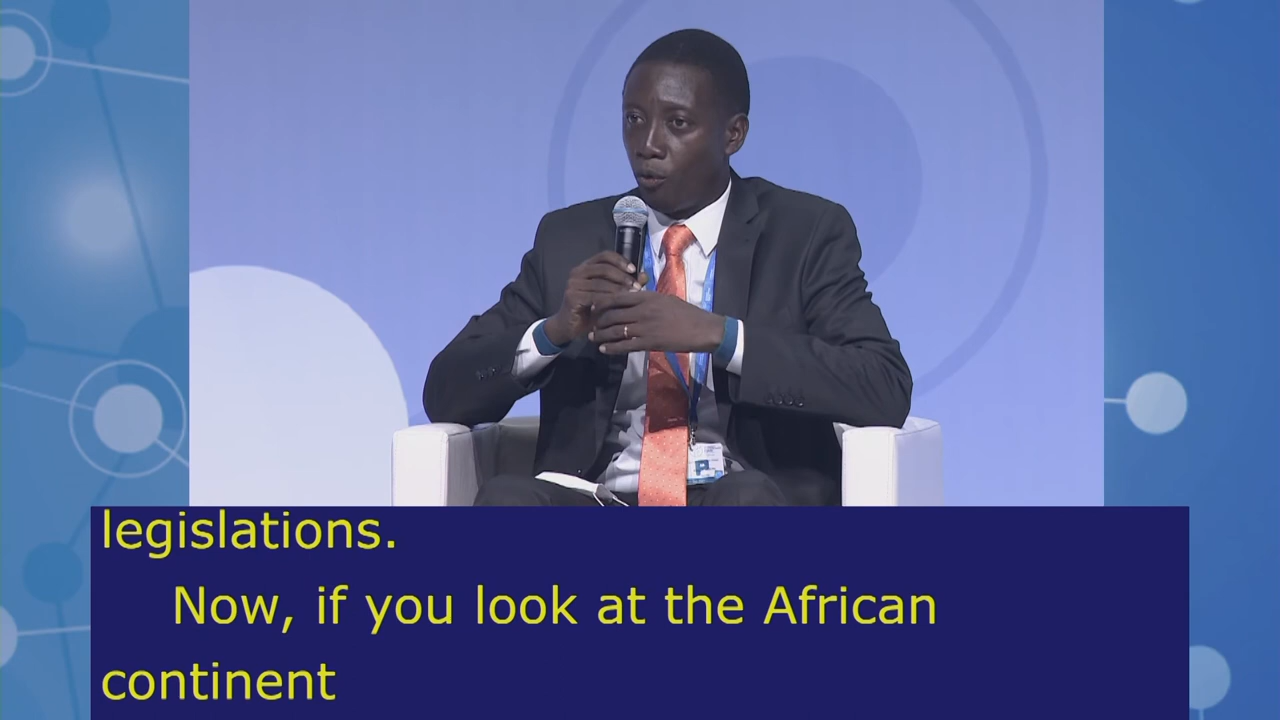 legislations.
Now, if you look at the African
continent